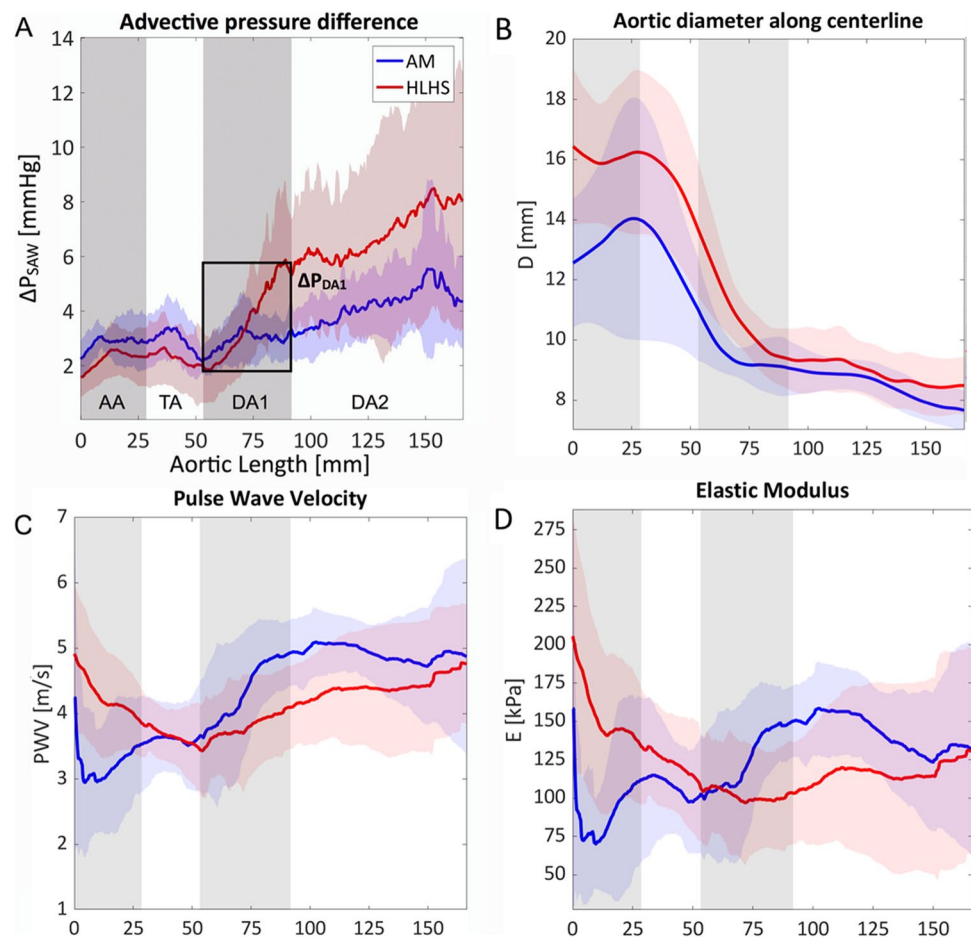 A
Advective pressure difference
14
12
10
8
6
4
2
ΔP_SAW [mmHg]
AM
HLHS
ΔP_DA1
AA
TA
DA1
DA2
0 25 50 75 100 125 150
Aortic Length [mm]
B
Aortic diameter along centerline
20
18
16
14
12
10
8
D [mm]
0 25 50 75 100 125 150
C
Pulse Wave Velocity
7
6
5
4
3
2
1
PWV [m/s]
0 25 50 75 100 125 150
D
Elastic Modulus
275
250
225
200
175
150
125
100
75
50
E [kPa]
0 25 50 75 100 125 150